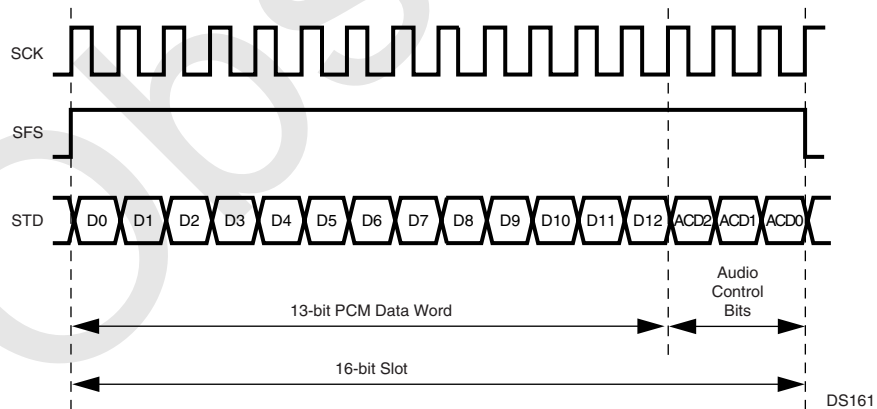 SCK
SFS
STD D0 D1 D2 D3 D4 D5 D6 D7 D8 D9 D10 D11 D12 ACD2 ACD1 ACD0
Audio
Control
Bits
13-bit PCM Data Word
16-bit Slot
DS161